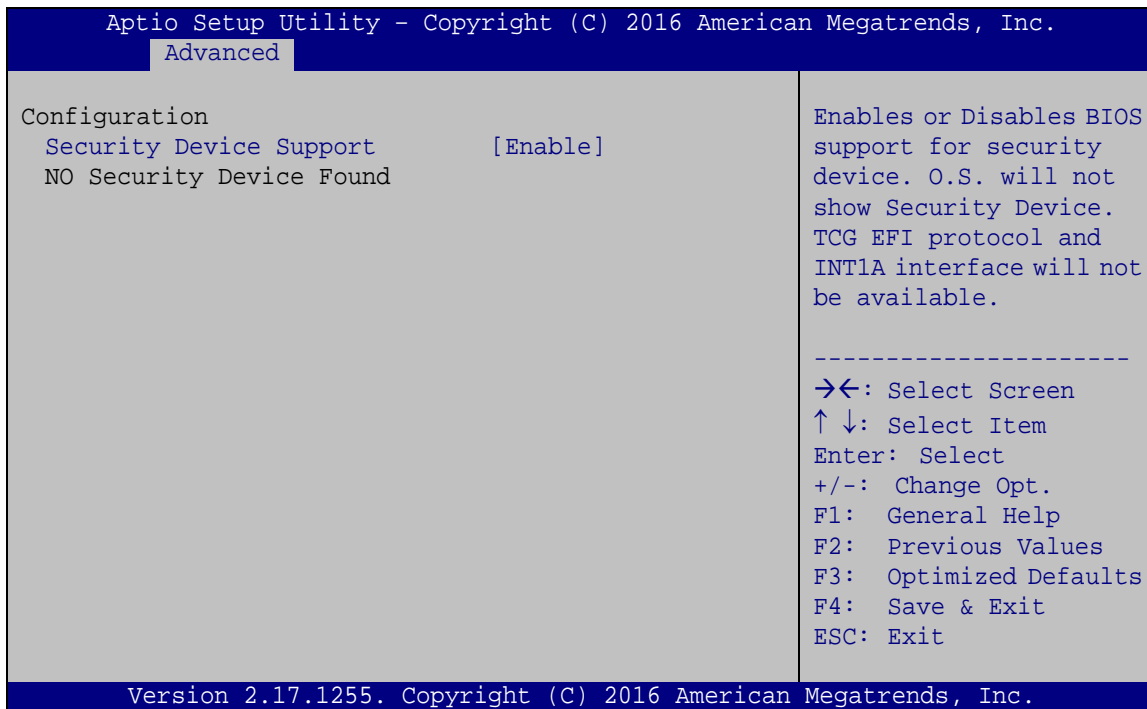 Aptio Setup Utility – Copyright (C) 2016 American Megatrends, Inc.
Advanced
Configuration
Security Device Support [Enable]
NO Security Device Found
Enables or Disables BIOS
support for security
device. O.S. will not
show Security Device.
TCG EFI protocol and
INT1A interface will not
be available.
----------------------
→←: Select Screen
↑ ↓: Select Item
Enter: Select
+/-: Change Opt.
F1: General Help
F2: Previous Values
F3: Optimized Defaults
F4: Save & Exit
ESC: Exit
Version 2.17.1255. Copyright (C) 2016 American Megatrends, Inc.